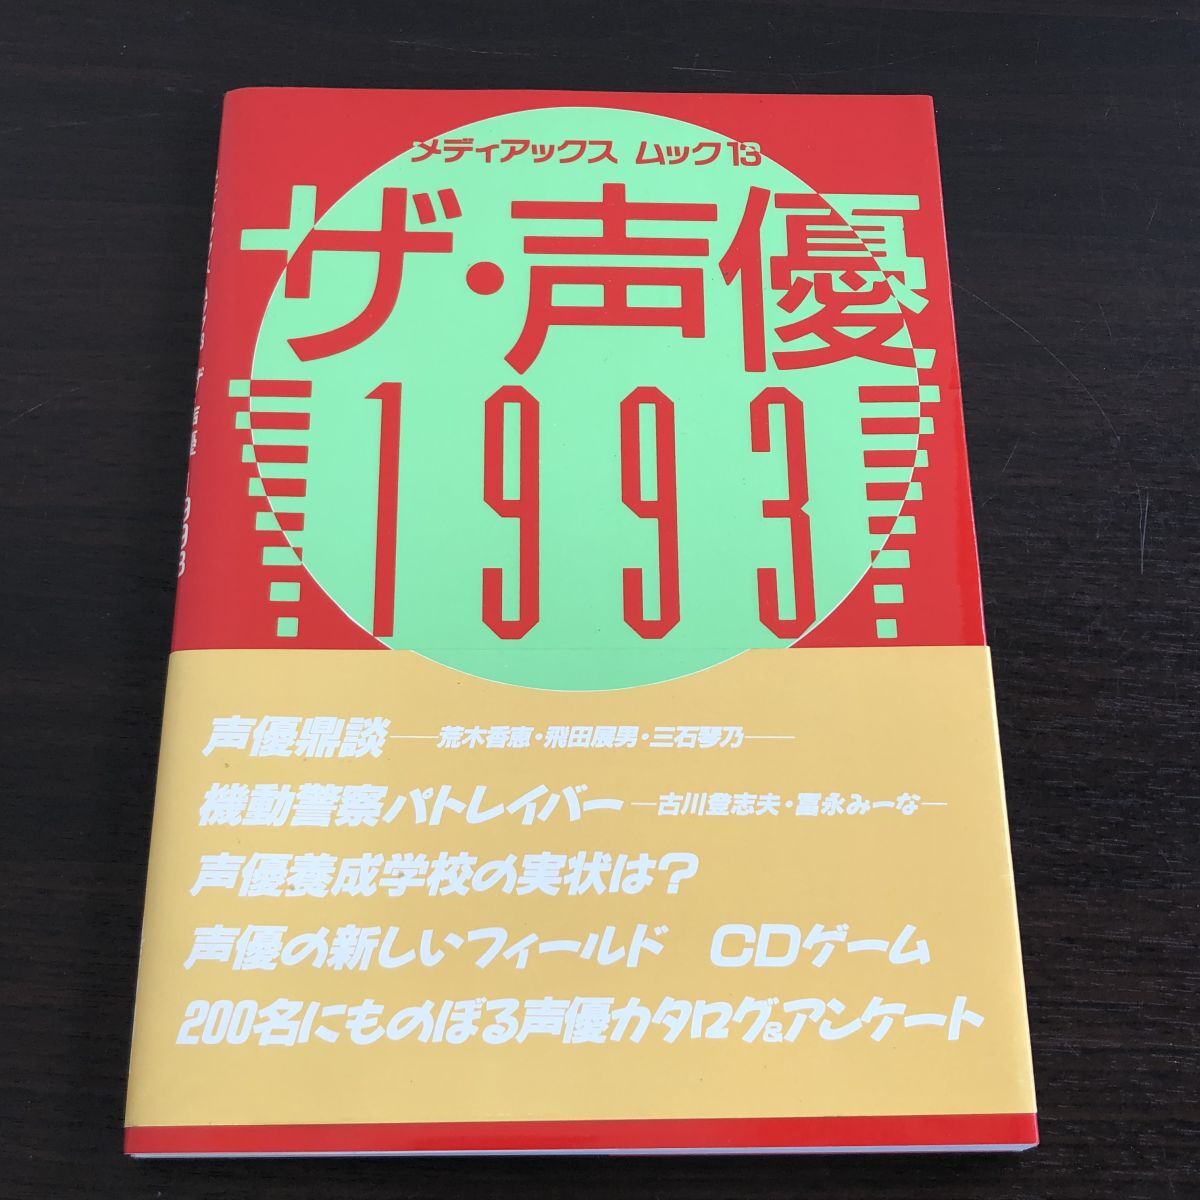 メディアックス ムック13
ザ・声優
1993
声優鼎談――荒木香恵・飛田展男・三石琴乃――
機動警察パトレイバー―古川登志夫・冨永みーな―
声優養成学校の実状は？
声優の新しいフィールド CDゲーム
200名にものぼる声優カタログ&アンケート